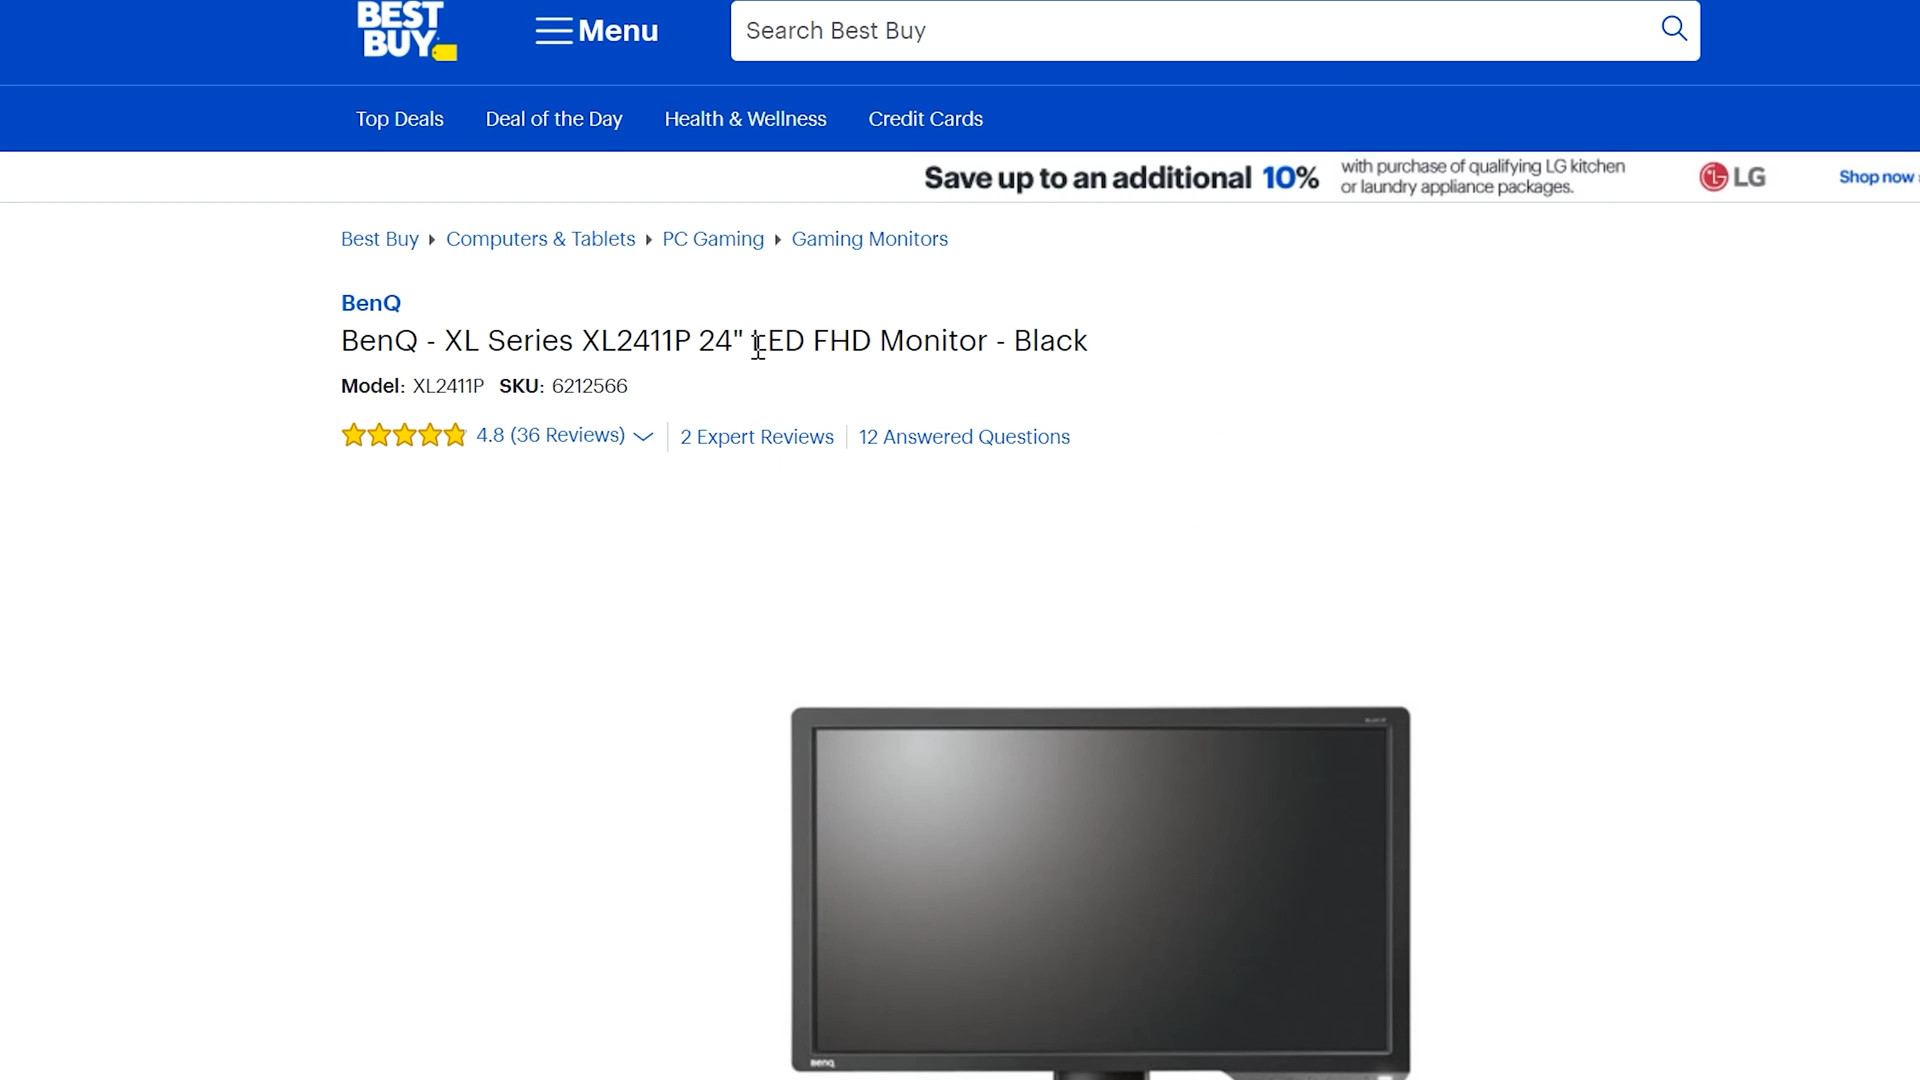 BEST
BUY
Menu
Search Best Buy
Top Deals
Deal of the Day
Health & Wellness
Credit Cards
Save up to an additional 10%
with purchase of qualifying LG kitchen
or laundry appliance packages.
LG
Shop now
Best Buy
Computers & Tablets
PC Gaming
Gaming Monitors
BenQ
BenQ - XL Series XL2411P 24" LED FHD Monitor - Black
Model: XL2411P SKU: 6212566
4.8 (36 Reviews)
2 Expert Reviews
12 Answered Questions
BenQ